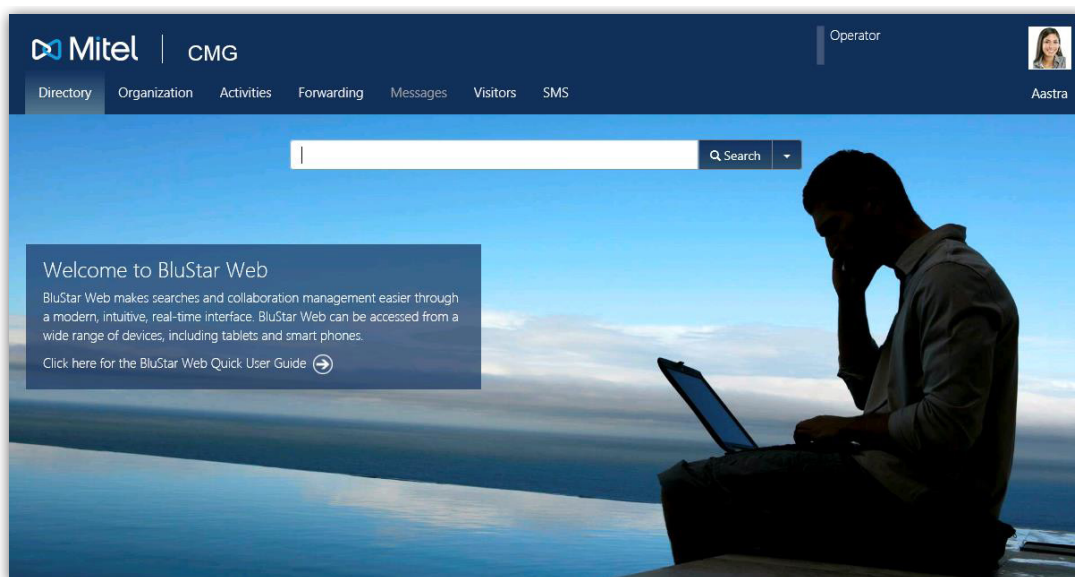 Mitel | CMG
Operator
Directory Organization Activities Forwarding Messages Visitors SMS
Aastra
Search
Welcome to BluStar Web
BluStar Web makes searches and collaboration management easier through
a modern, intuitive, real-time interface. BluStar Web can be accessed from a
wide range of devices, including tablets and smart phones.
Click here for the BluStar Web Quick User Guide